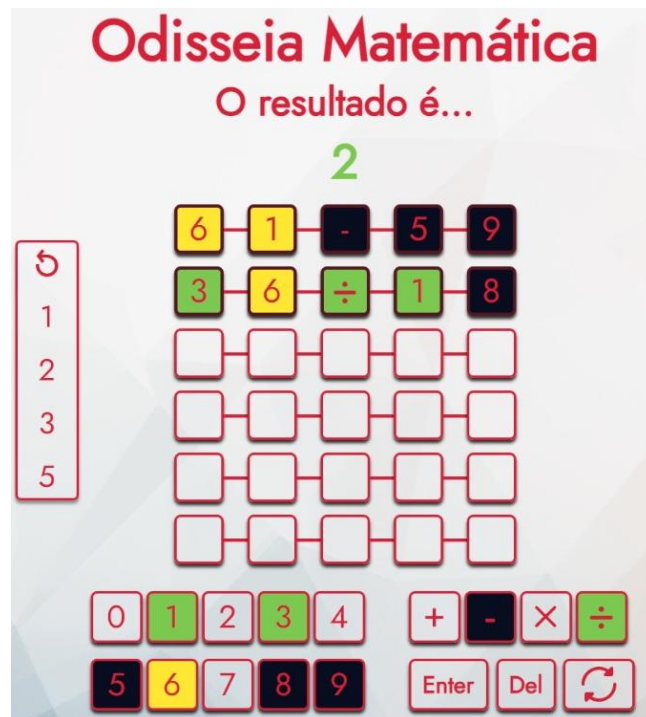 Odisseia Matemática
O resultado é...
2
6 1 - 5 9
3 6 ÷ 1 8
1
2
3
5
0 1 2 3 4 + - × ÷
5 6 7 8 9 Enter Del